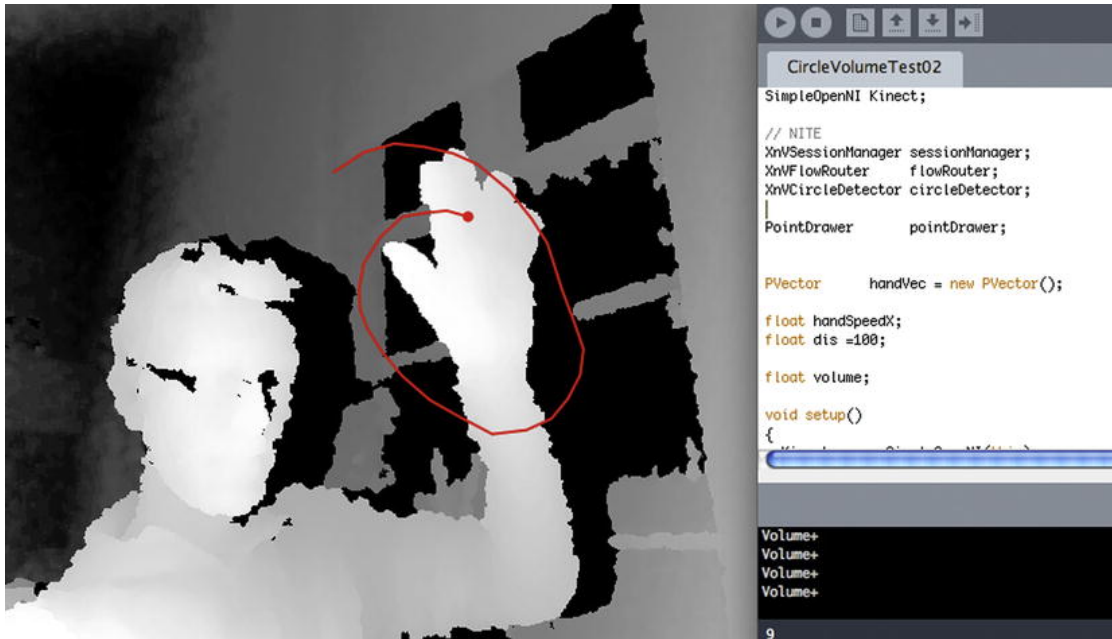 CircleVolumeTest02
SimpleOpenNI Kinect;
// NITE
XnVSessionManager sessionManager;
XnVFlowRouter flowRouter;
XnVCircleDetector circleDetector;
PointDrawer pointDrawer;
PVector handVec = new PVector();
float handSpeedX;
float dis =100;
float volume;
void setup()
{
Volume+
Volume+
Volume+
Volume+
9